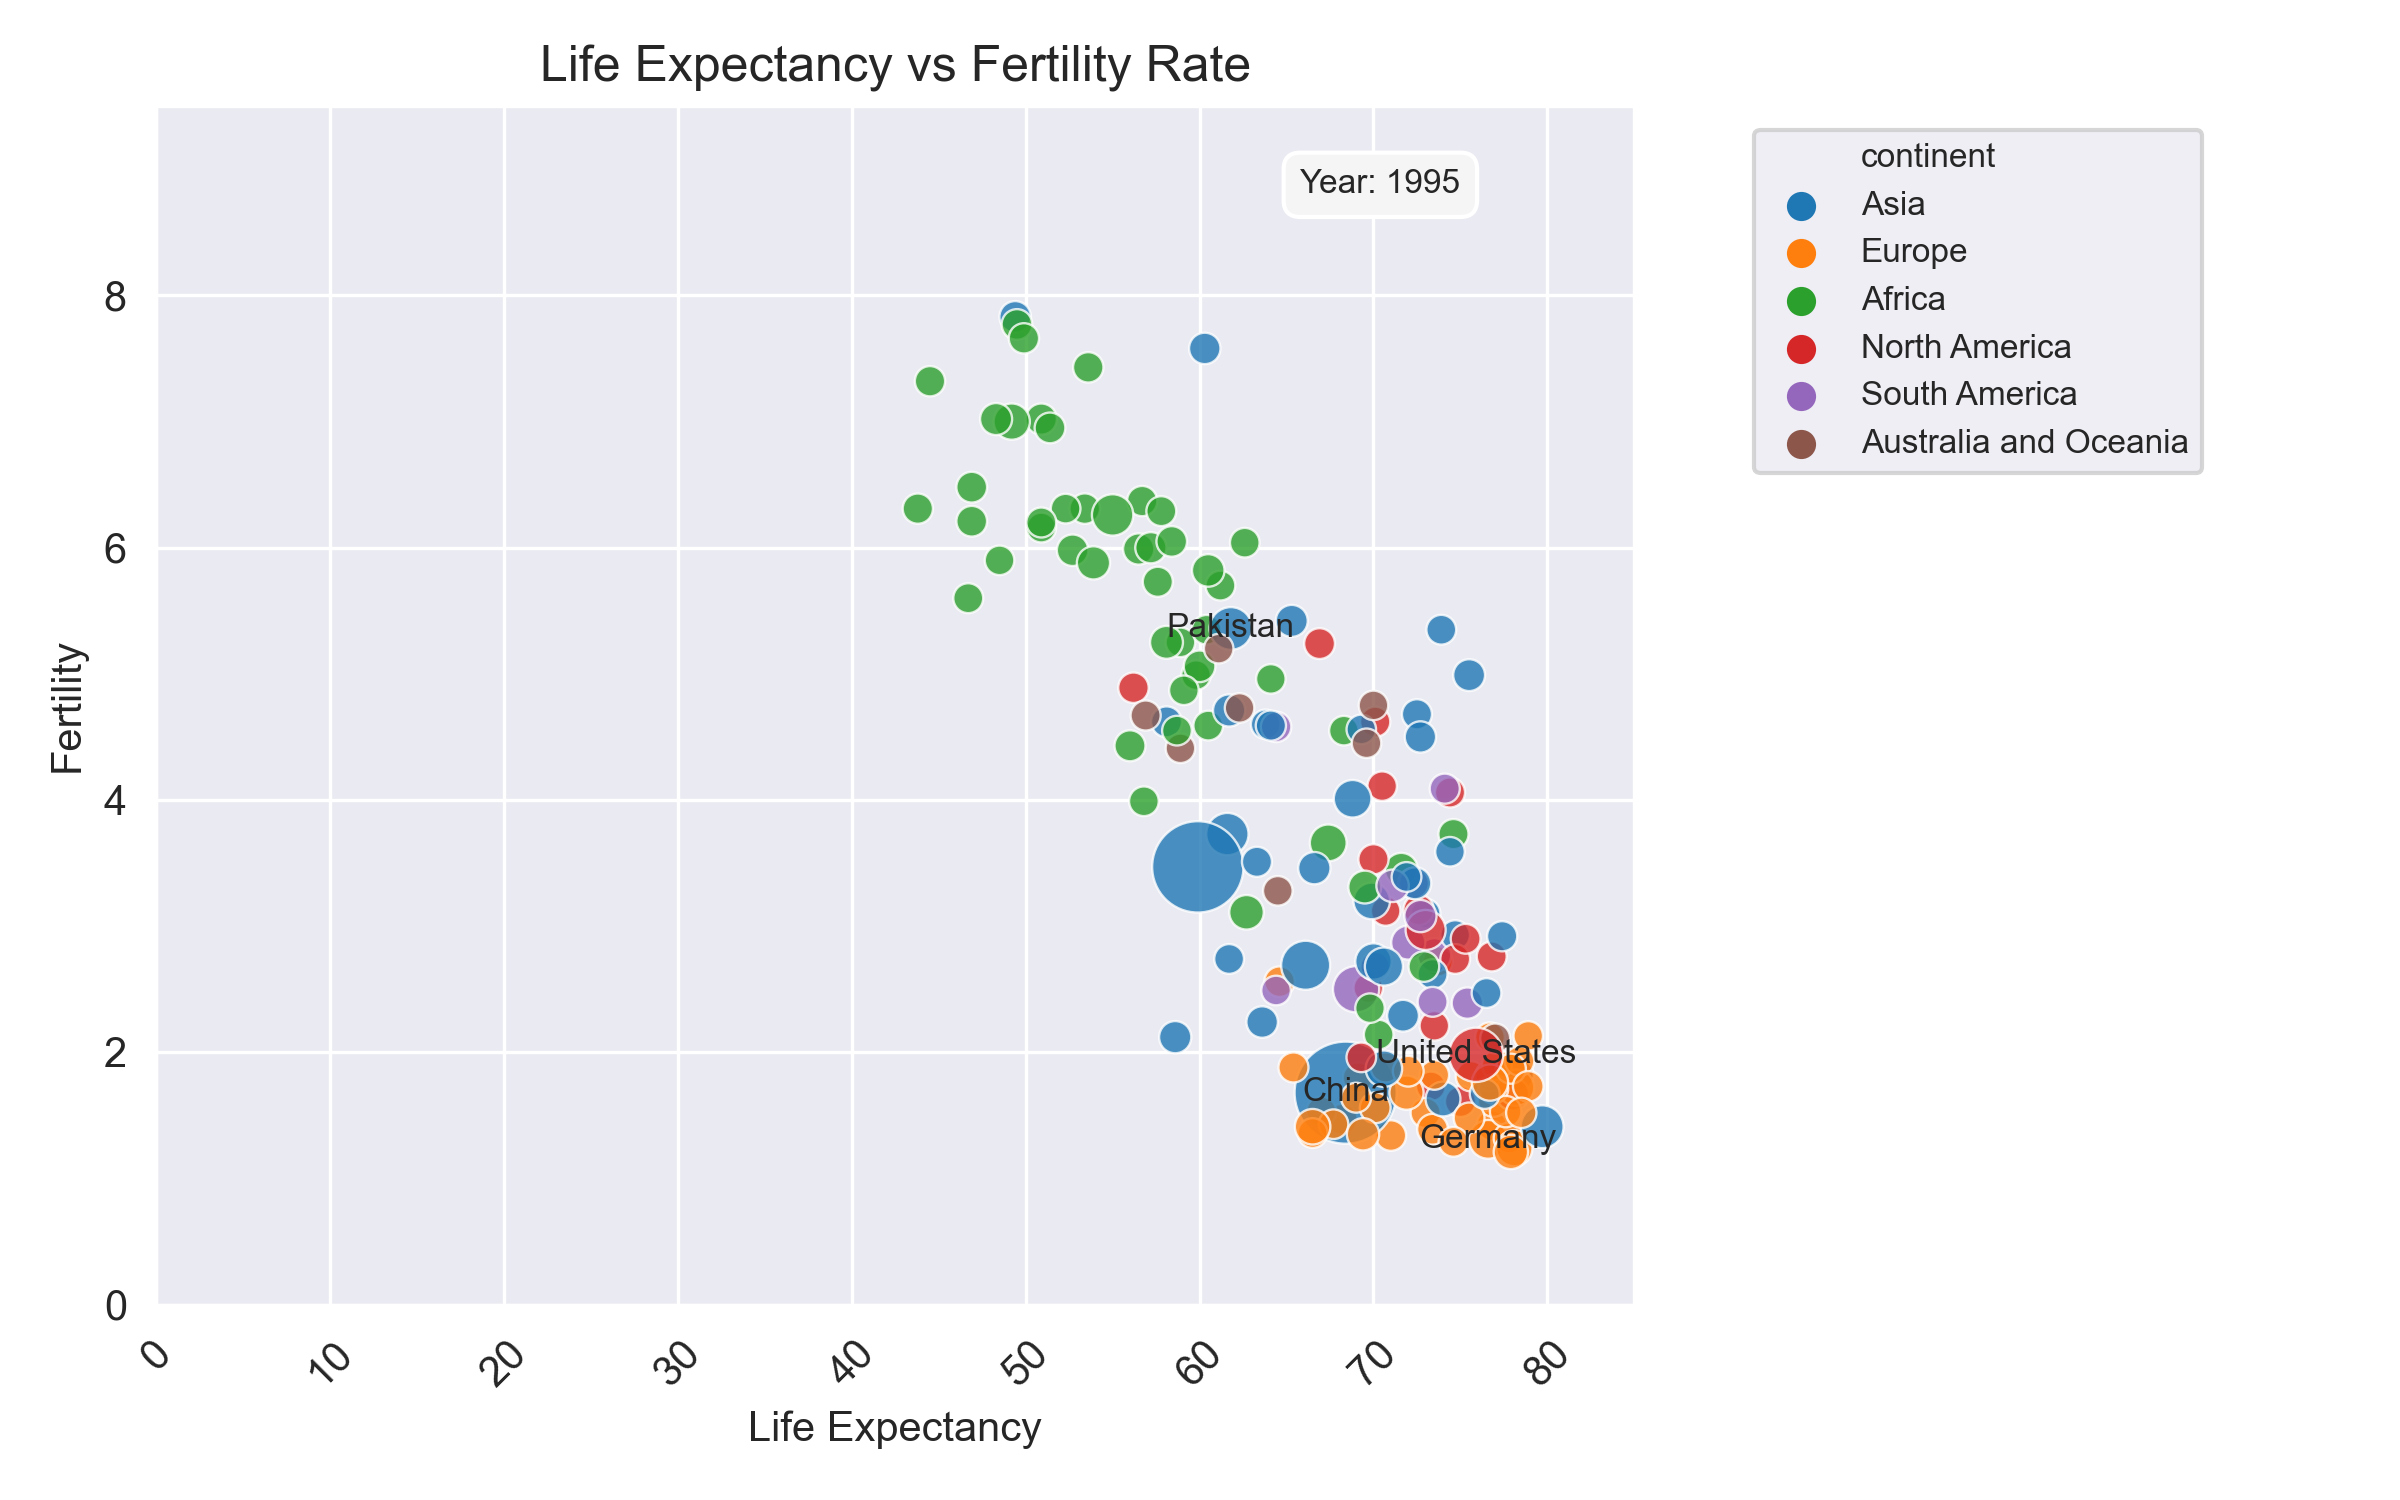 Life Expectancy vs Fertility Rate
Year: 1995
continent
Asia
Europe
Africa
North America
South America
Australia and Oceania
8
6
4
2
0
Fertility
Pakistan
United States
China
Germany
0 10 20 30 40 50 60 70 80
Life Expectancy